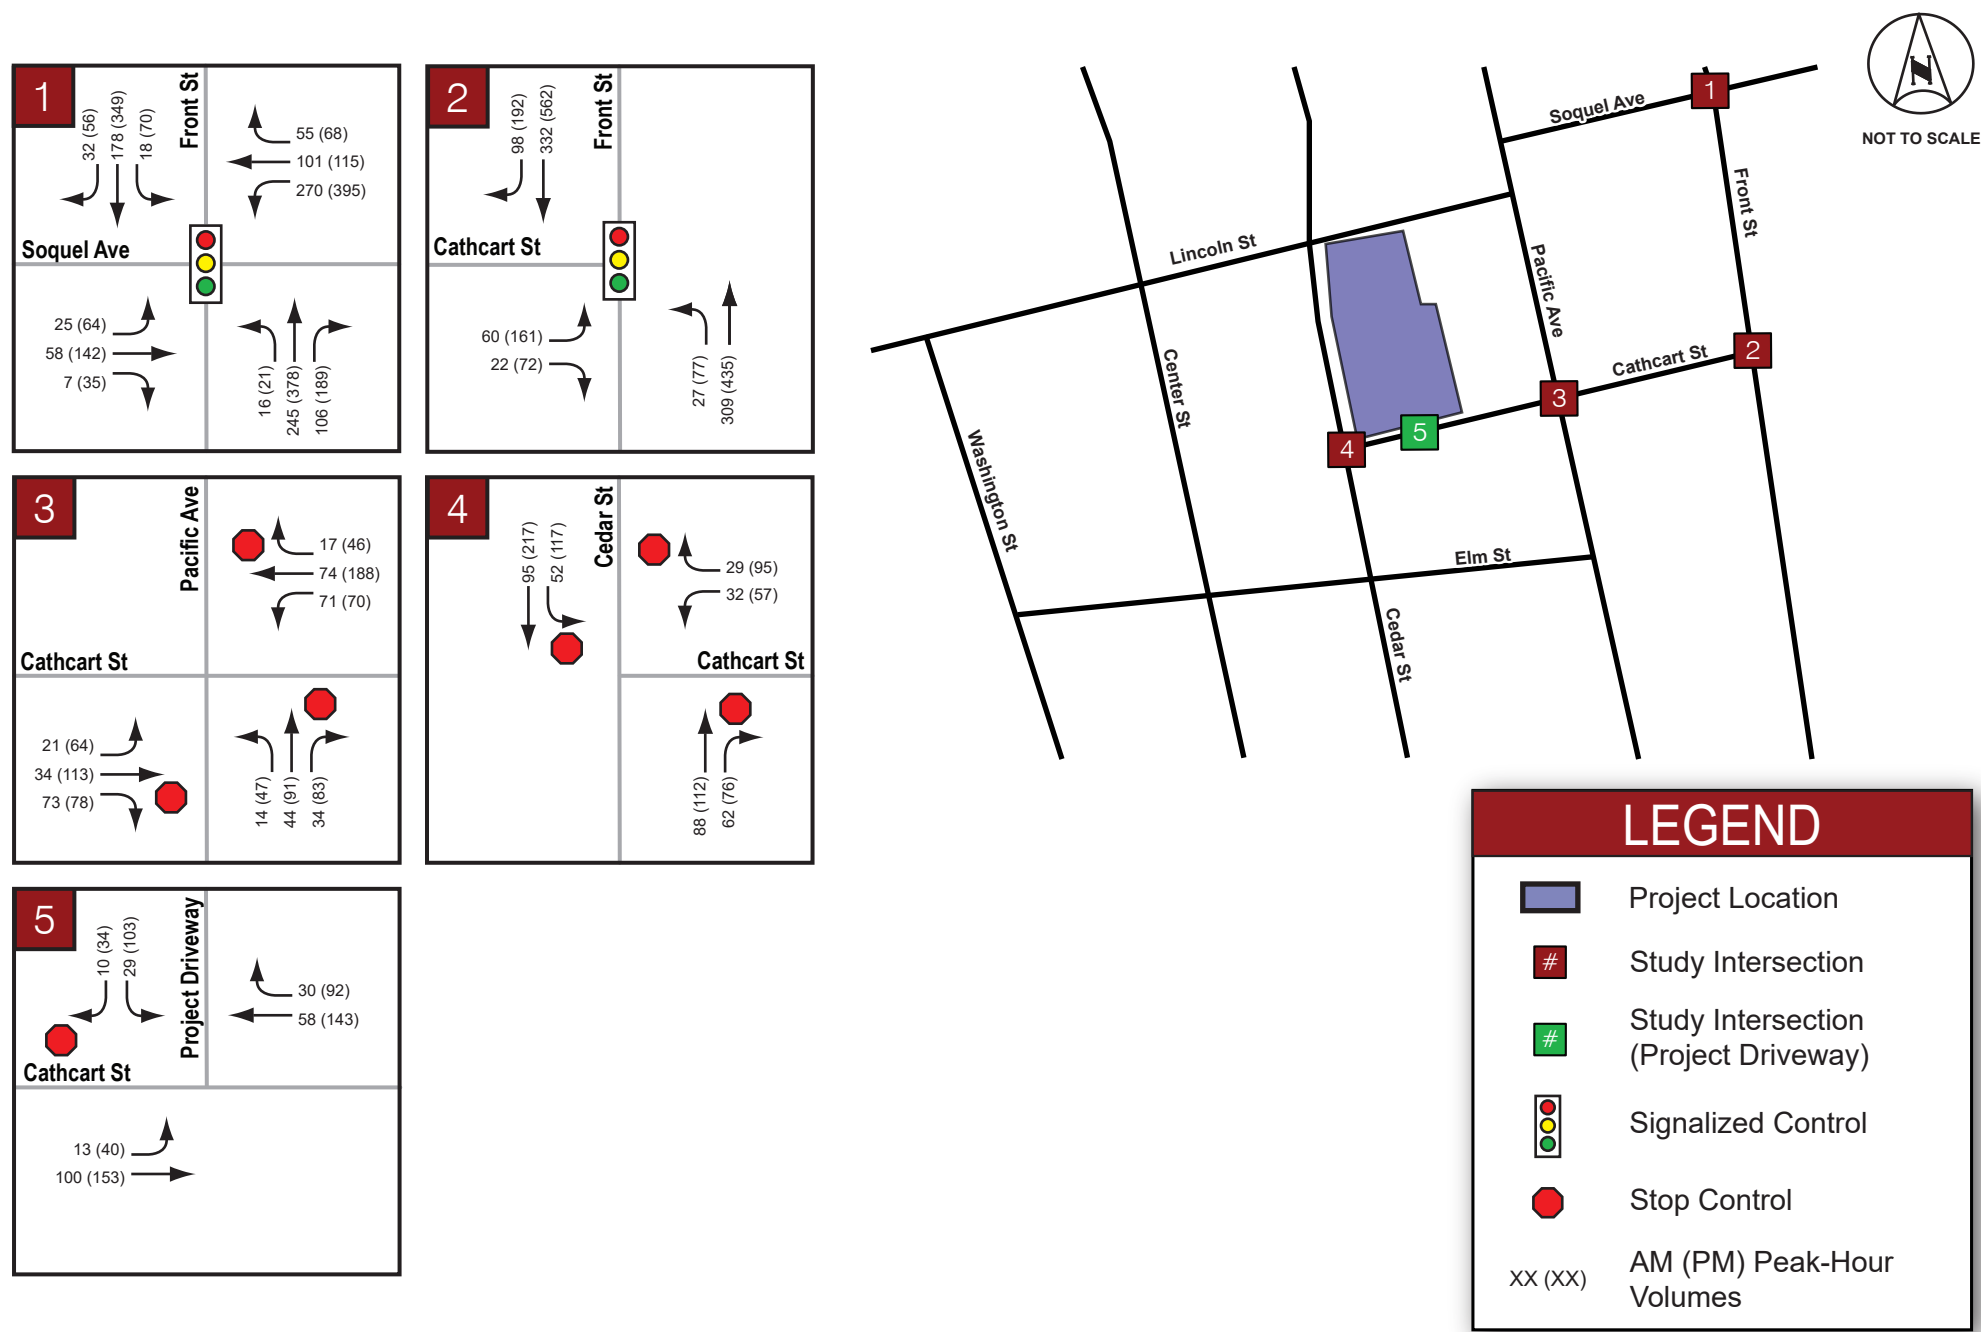 1
Front St
32 (56)
178 (349)
18 (70)
55 (68)
101 (115)
270 (395)
Soquel Ave
25 (64)
58 (142)
7 (35)
16 (21)
245 (378)
106 (189)
2
Front St
98 (192)
332 (562)
Cathcart St
60 (161)
22 (72)
27 (77)
309 (435)
3
Pacific Ave
17 (46)
74 (188)
71 (70)
Cathcart St
21 (64)
34 (113)
73 (78)
14 (47)
44 (91)
34 (83)
4
Cedar St
95 (217)
52 (117)
29 (95)
32 (57)
Cathcart St
88 (112)
62 (76)
5
Project Driveway
10 (34)
29 (103)
30 (92)
58 (143)
Cathcart St
13 (40)
100 (153)
N
NOT TO SCALE
Soquel Ave
1
Front St
Lincoln St
Pacific Ave
Center St
Cathcart St
2
3
5
4
Washington St
Elm St
Cedar St
LEGEND
Project Location
# Study Intersection
# Study Intersection
(Project Driveway)
Signalized Control
Stop Control
XX (XX) AM (PM) Peak-Hour
Volumes